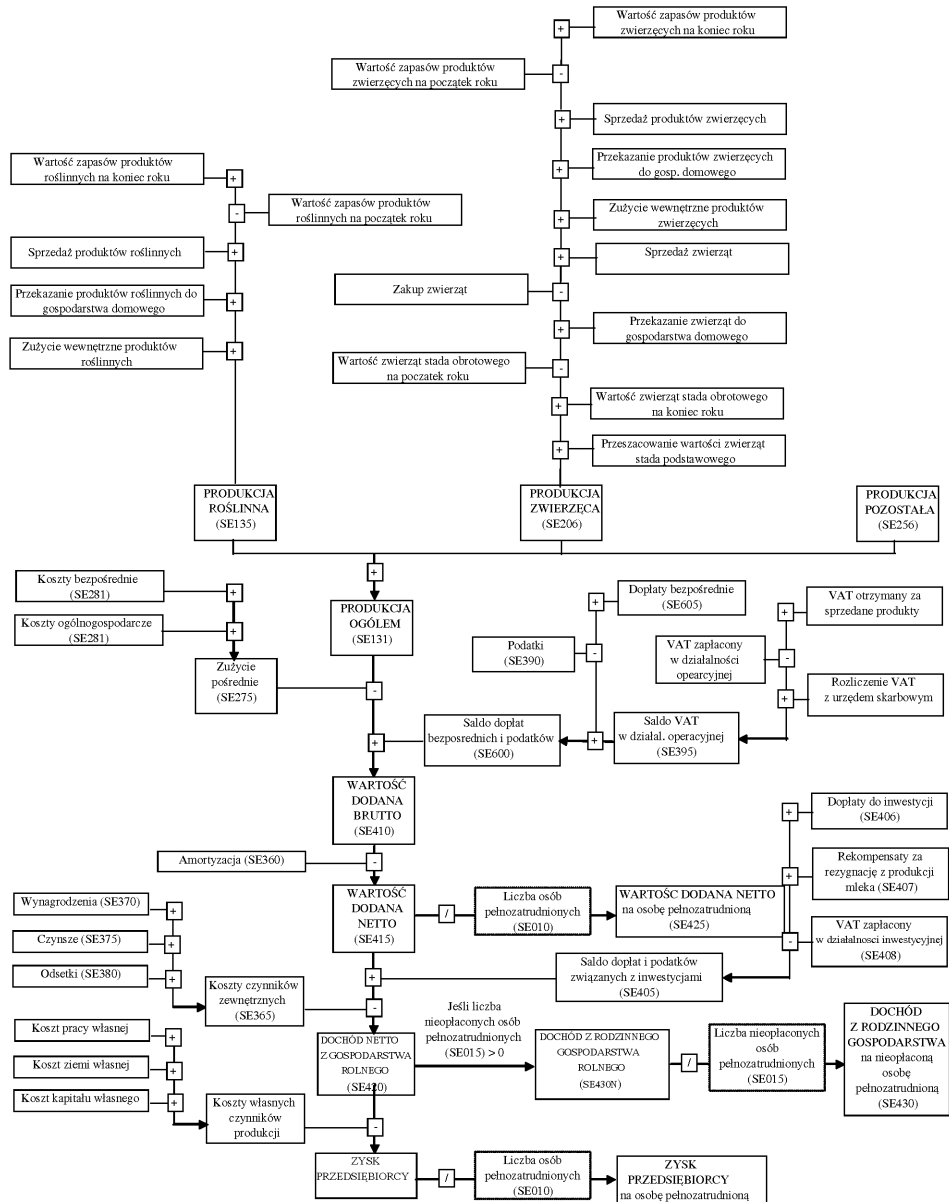 Wartość zapasów produktów
zwierzęcych na koniec roku
+
Wartość zapasów produktów
zwierzęcych na początek roku
-
Sprzedaż produktów zwierzęcych
+
Wartość zapasów produktów
roślinnych na koniec roku
+
Przekazanie produktów zwierzęcych
do gosp. domowego
+
Wartość zapasów produktów
roślinnych na początek roku
-
Zużycie wewnętrzne produktów
zwierzęcych
+
Sprzedaż produktów roślinnych
+
Sprzedaż zwierząt
+
Zakup zwierząt
-
Przekazanie produktów roślinnych do
gospodarstwa domowego
+
Przekazanie zwierząt do
gospodarstwa domowego
+
Zużycie wewnętrzne produktów
roślinnych
+
Wartość zwierząt stada obrotowego
na poczatek roku
-
Wartość zwierząt stada obrotowego
na koniec roku
+
Przeszacowanie wartości zwierząt
stada podstawowego
+
PRODUKCJA
ROŚLINNA
(SE135)
PRODUKCJA
ZWIERZĘCA
(SE206)
PRODUKCJA
POZOSTAŁA
(SE256)
+
Koszty bezpośrednie
(SE281)
+
Koszty ogólnogospodarcze
(SE281)
+
PRODUKCJA
OGÓŁEM
(SE131)
Dopłaty bezpośrednie
(SE605)
+
Podatki
(SE390)
-
VAT otrzymany za
sprzedane produkty
+
VAT zapłacony
w działalności
opearcyjnej
-
Rozliczenie VAT
z urzędem skarbowym
+
Zużycie
pośrednie
(SE275)
-
Saldo dopłat
bezposrednich i podatków
(SE600)
+
Saldo VAT
w działal. operacyjnej
(SE395)
+
WARTOŚĆ
DODANA
BRUTTO
(SE410)
Amortyzacja (SE360)
-
Dopłaty do inwestycji
(SE406)
+
Rekompensaty za
rezygnację z produkcji
mleka (SE407)
+
VAT zapłacony
w działalnosci inwestycyjnej
(SE408)
-
WARTOŚĆ
DODANA
NETTO
(SE415)
/
Liczba osób
pełnozatrudnionych
(SE010)
WARTOŚC DODANA NETTO
na osobę pełnozatrudnioną
(SE425)
Wynagrodzenia (SE370)
+
Czynsze (SE375)
+
Odsetki (SE380)
+
Saldo dopłat i podatków
związanych z inwestycjami
(SE405)
+
Koszty czynników
zewnętrznych
(SE365)
-
Jeśli liczba
nieopłaconych osób
pełnozatrudnionych
(SE015) > 0
DOCHÓD NETTO
Z GOSPODARSTWA
ROLNEGO
(SE420)
DOCHÓD Z RODZINNEGO
GOSPODARSTWA
ROLNEGO
(SE430N)
/
Liczba nieopłaconych
osób
pełnozatrudnionych
(SE015)
DOCHÓD
Z RODZINNEGO
GOSPODARSTWA
na nieopłaconą
osobę
pełnozatrudnioną
(SE430)
Koszt pracy własnej
+
Koszt ziemi własnej
+
Koszt kapitału własnego
+
Koszty własnych
czynników
produkcji
-
ZYSK
PRZEDSIĘBIORCY
/
Liczba osób
pełnozatrudnionych
(SE010)
ZYSK
PRZEDSIĘBIORCY
na osobę pełnozatrudnioną